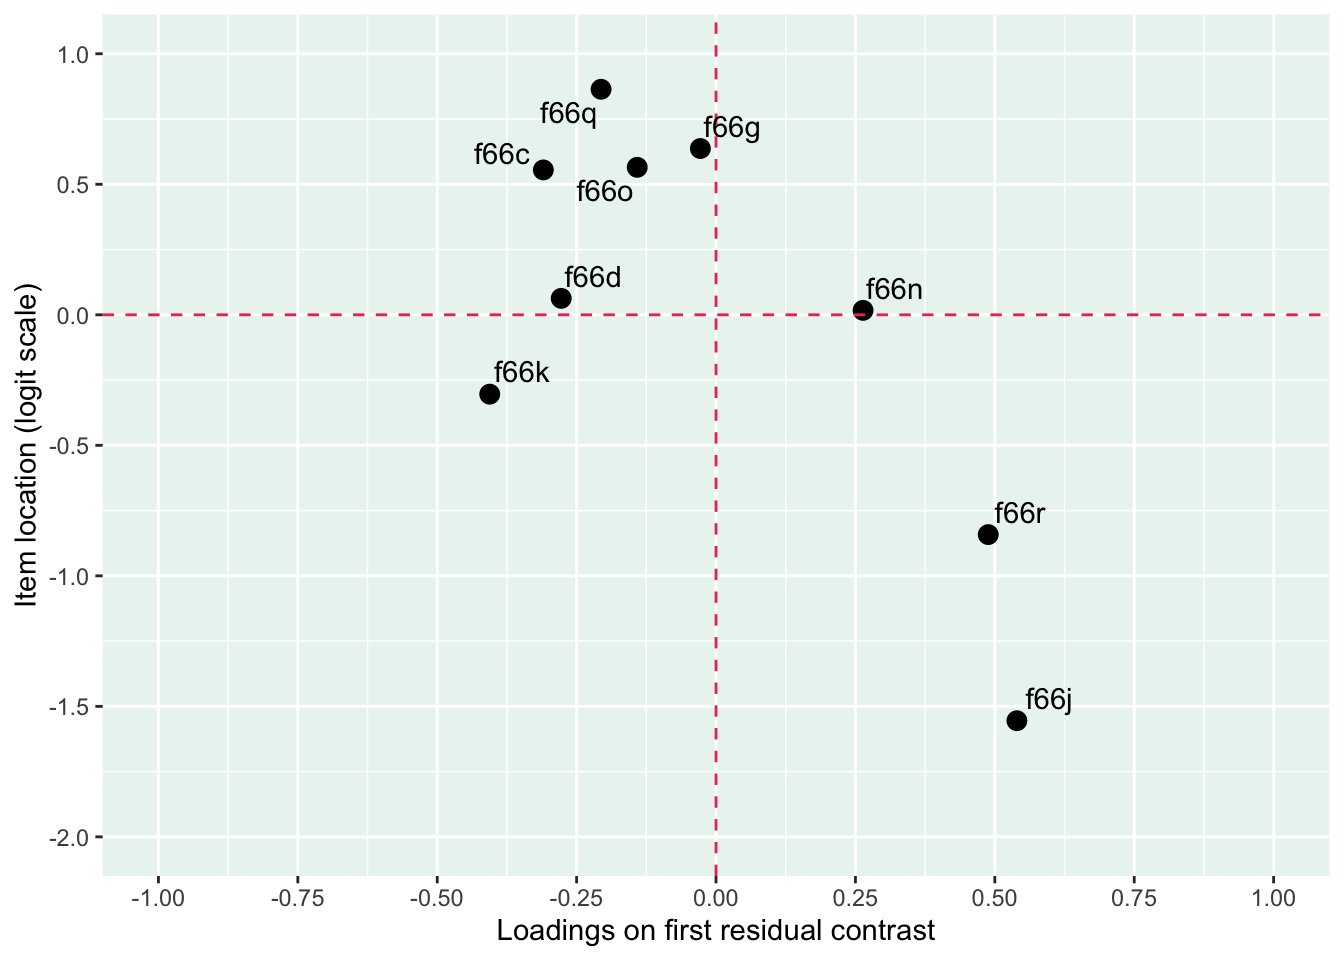 1.0
0.5
0.0
-0.5
-1.0
-1.5
-2.0
Item location (logit scale)
f66q
f66g
f66c
f66o
f66d
f66n
f66k
f66r
f66j
-1.00 -0.75 -0.50 -0.25 0.00 0.25 0.50 0.75 1.00
Loadings on first residual contrast